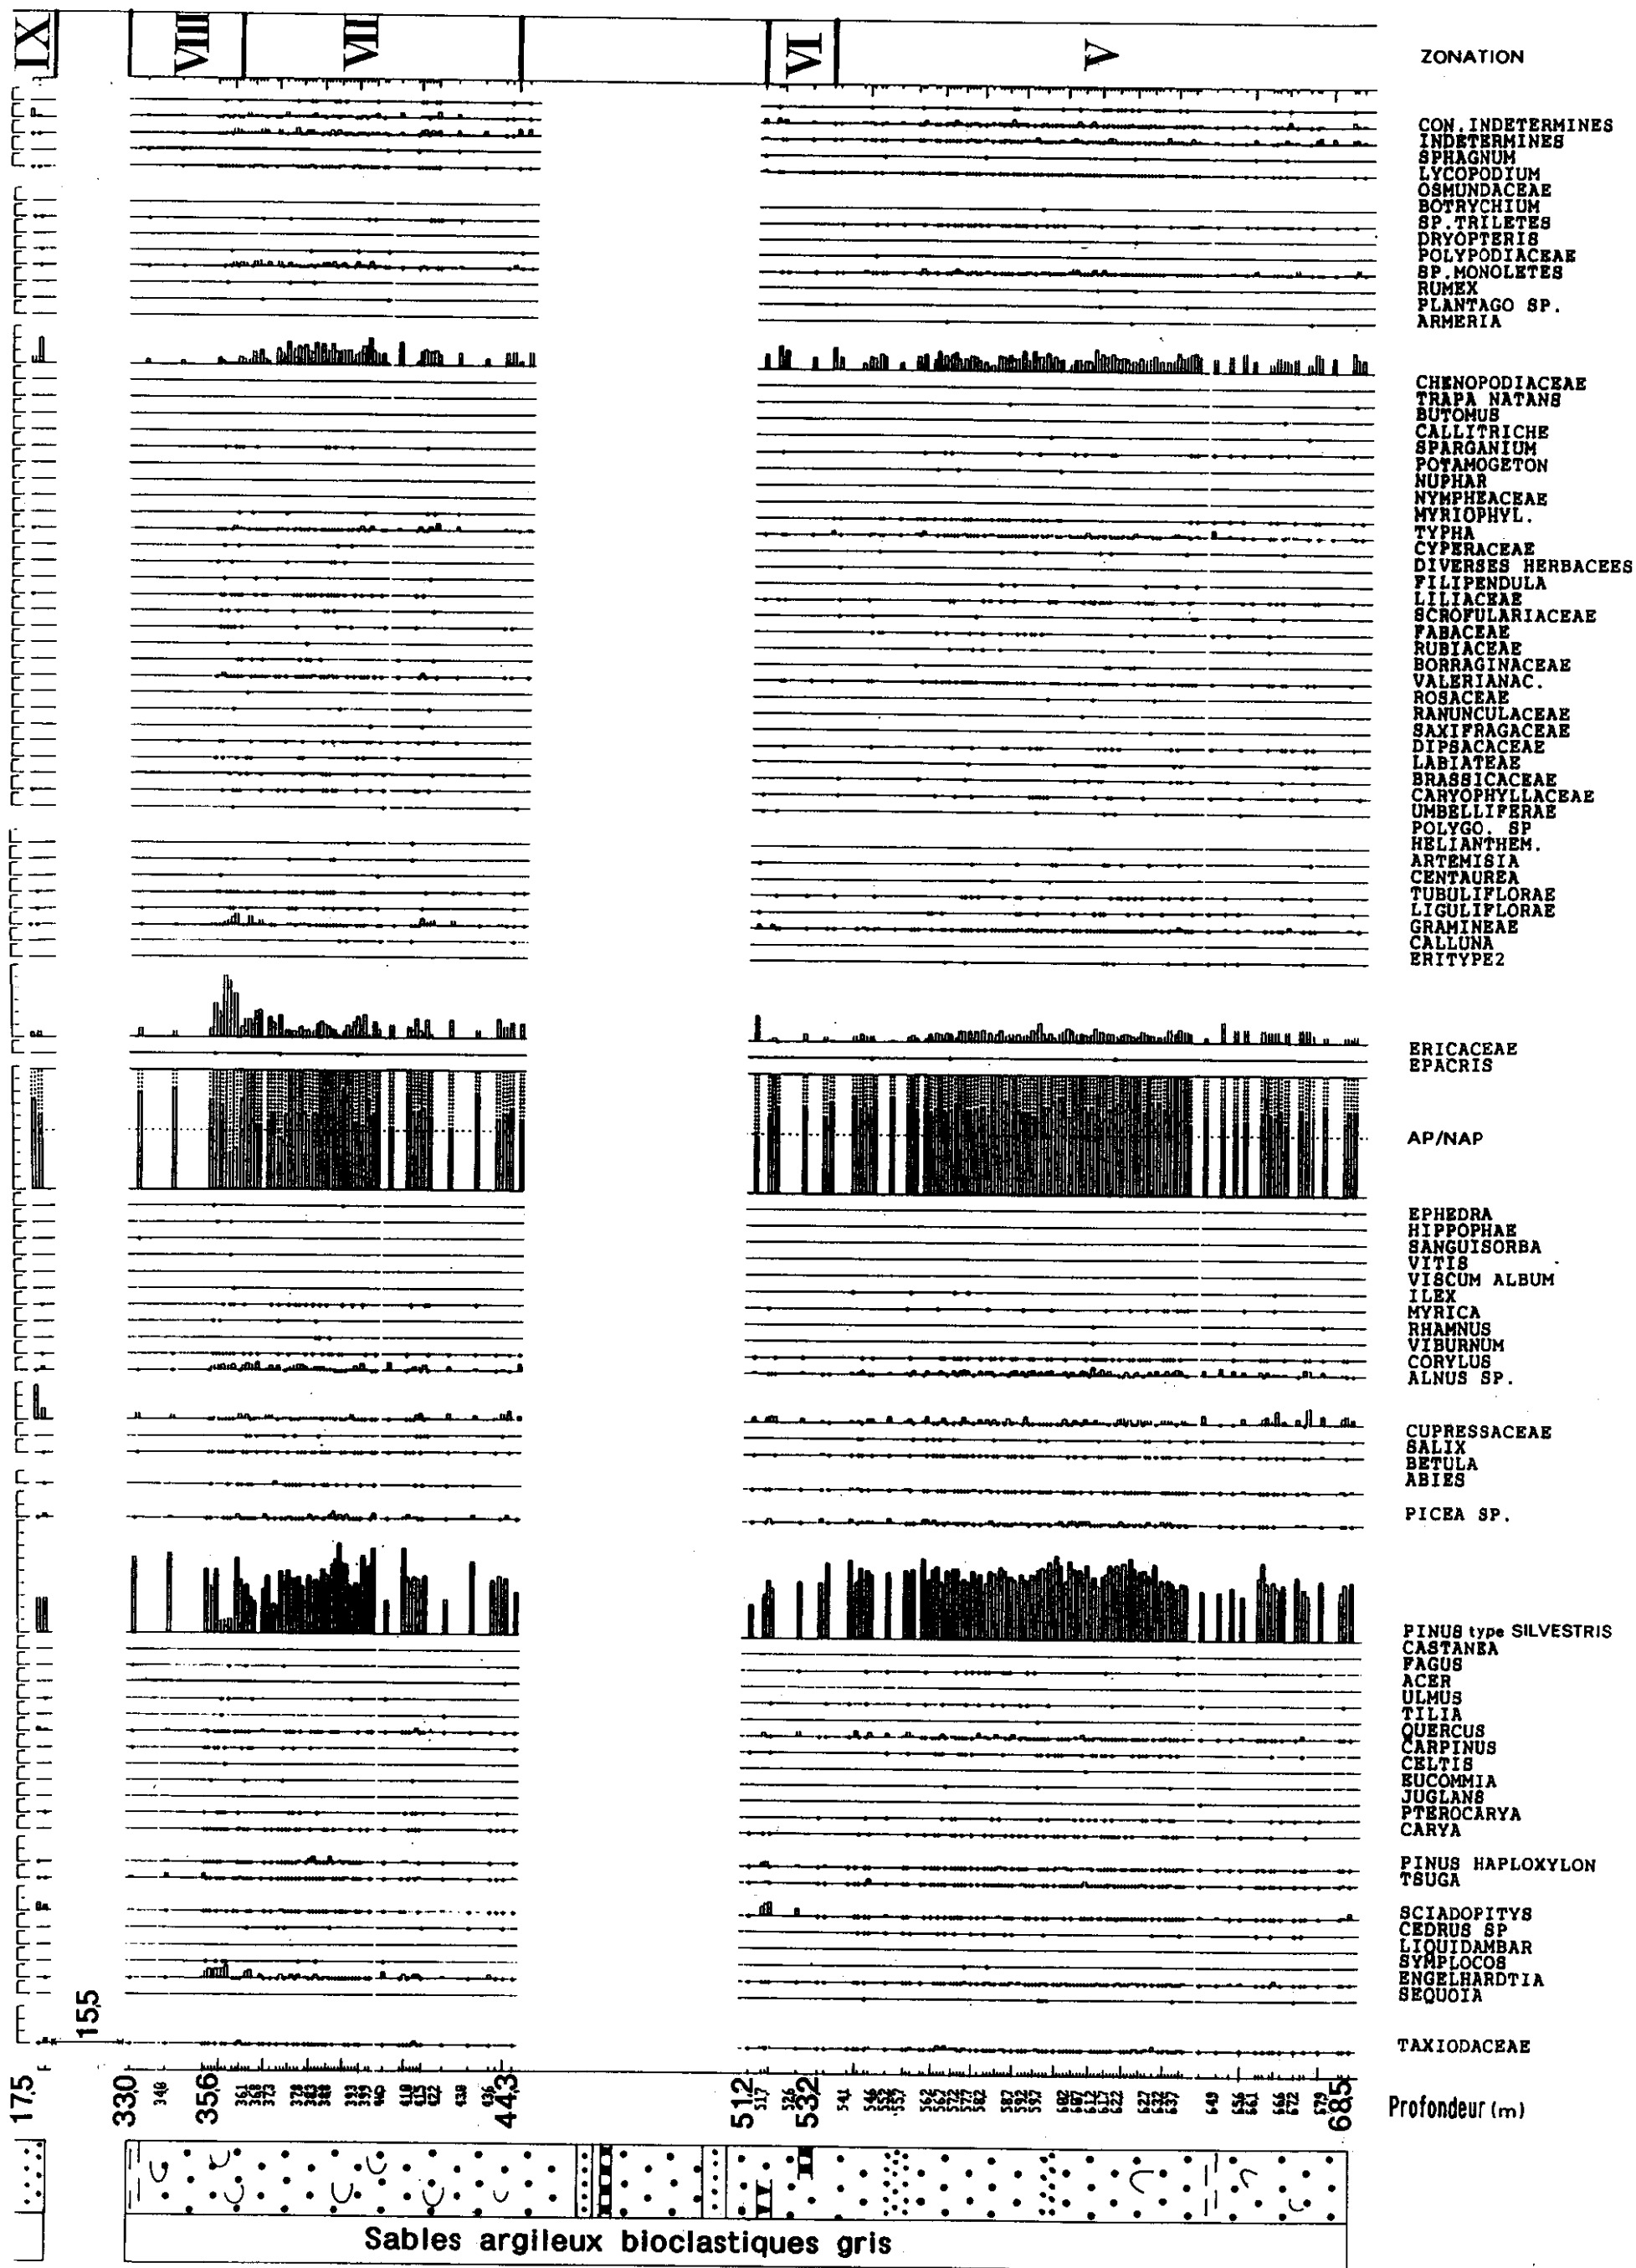 IX VIII VII VI V ZONATION
CON.INDETERMINES
INDETERMINES
SPHAGNUM
LYCOPODIUM
OSMUNDACEAE
BOTRYCHIUM
SP.TRILETES
DRYOPTERIS
POLYPODIACEAE
SP.MONOLETES
RUMEX
PLANTAGO SP.
ARMERIA
CHENOPODIACEAE
TRAPA NATANS
BUTOMUS
CALLITRICHE
SPARGANIUM
POTAMOGETON
NUPHAR
NYMPHEACEAE
MYRIOPHYL.
TYPHA
CYPERACEAE
DIVERSES HERBACEES
FILIPENDULA
LILIACEAE
SCROFULARIACEAE
FABACEAE
RUBIACEAE
BORRAGINACEAE
VALERIANAC.
ROSACEAE
RANUNCULACEAE
SAXIFRAGACEAE
DIPSACACEAE
LABIATEAE
BRASSICACEAE
CARYOPHYLLACEAE
UMBELLIFERAE
POLYGO. SP
HELIANTHEM.
ARTEMISIA
CENTAUREA
TUBULIFLORAE
LIGULIFLORAE
GRAMINEAE
CALLUNA
ERITYPE2
ERICACEAE
EPACRIS
AP/NAP
EPHEDRA
HIPPOPHAE
SANGUISORBA
VITIS
VISCUM ALBUM
ILEX
MYRICA
RHAMNUS
VIBURNUM
CORYLUS
ALNUS SP.
CUPRESSACEAE
SALIX
BETULA
ABIES
PICEA SP.
PINUS type SILVESTRIS
CASTANEA
FAGUS
ACER
ULMUS
TILIA
QUERCUS
CARPINUS
CELTIS
EUCOMMIA
JUGLANS
PTEROCARYA
CARYA
PINUS HAPLOXYLON
TSUGA
SCIADOPITYS
CEDRUS SP
LIQUIDAMBAR
SYMPLOCOS
ENGELHARDTIA
SEQUOIA
15,5
TAXIODACEAE
17,5 33,0 35,6 44,3 51,2 53,2 68,5 Profondeur (m)
Sables argileux bioclastiques gris